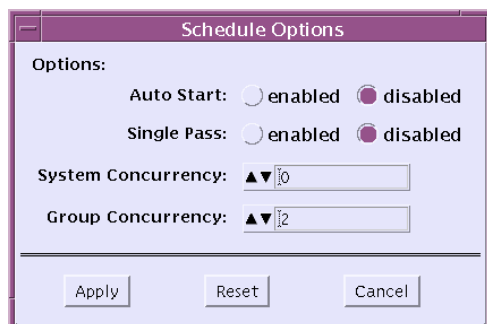 Schedule Options
Options:
Auto Start: enabled disabled
Single Pass: enabled disabled
System Concurrency: 0
Group Concurrency: 2
Apply Reset Cancel